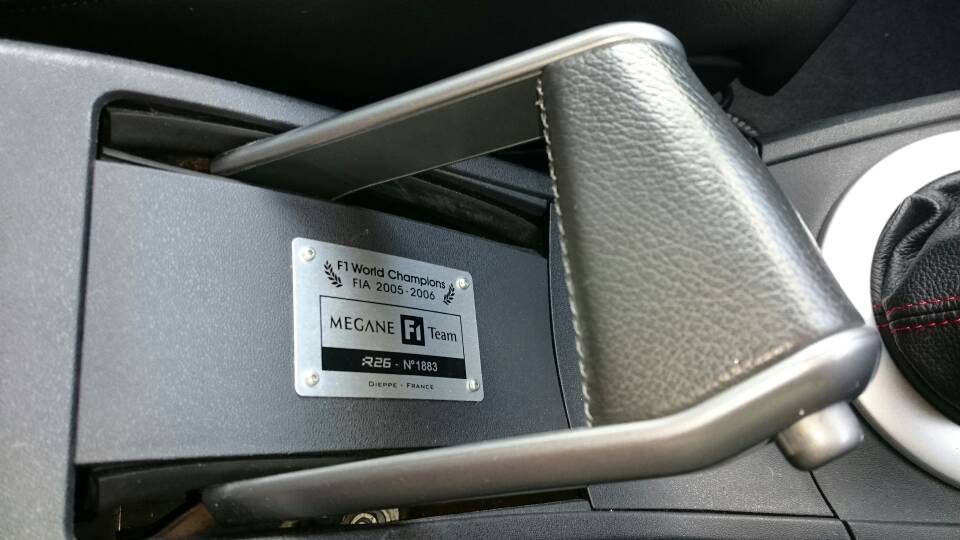 F1 World Champions
FIA 2005-2006
MEGANE F1 Team
R26 - N°1883
DIEPPE - FRANCE